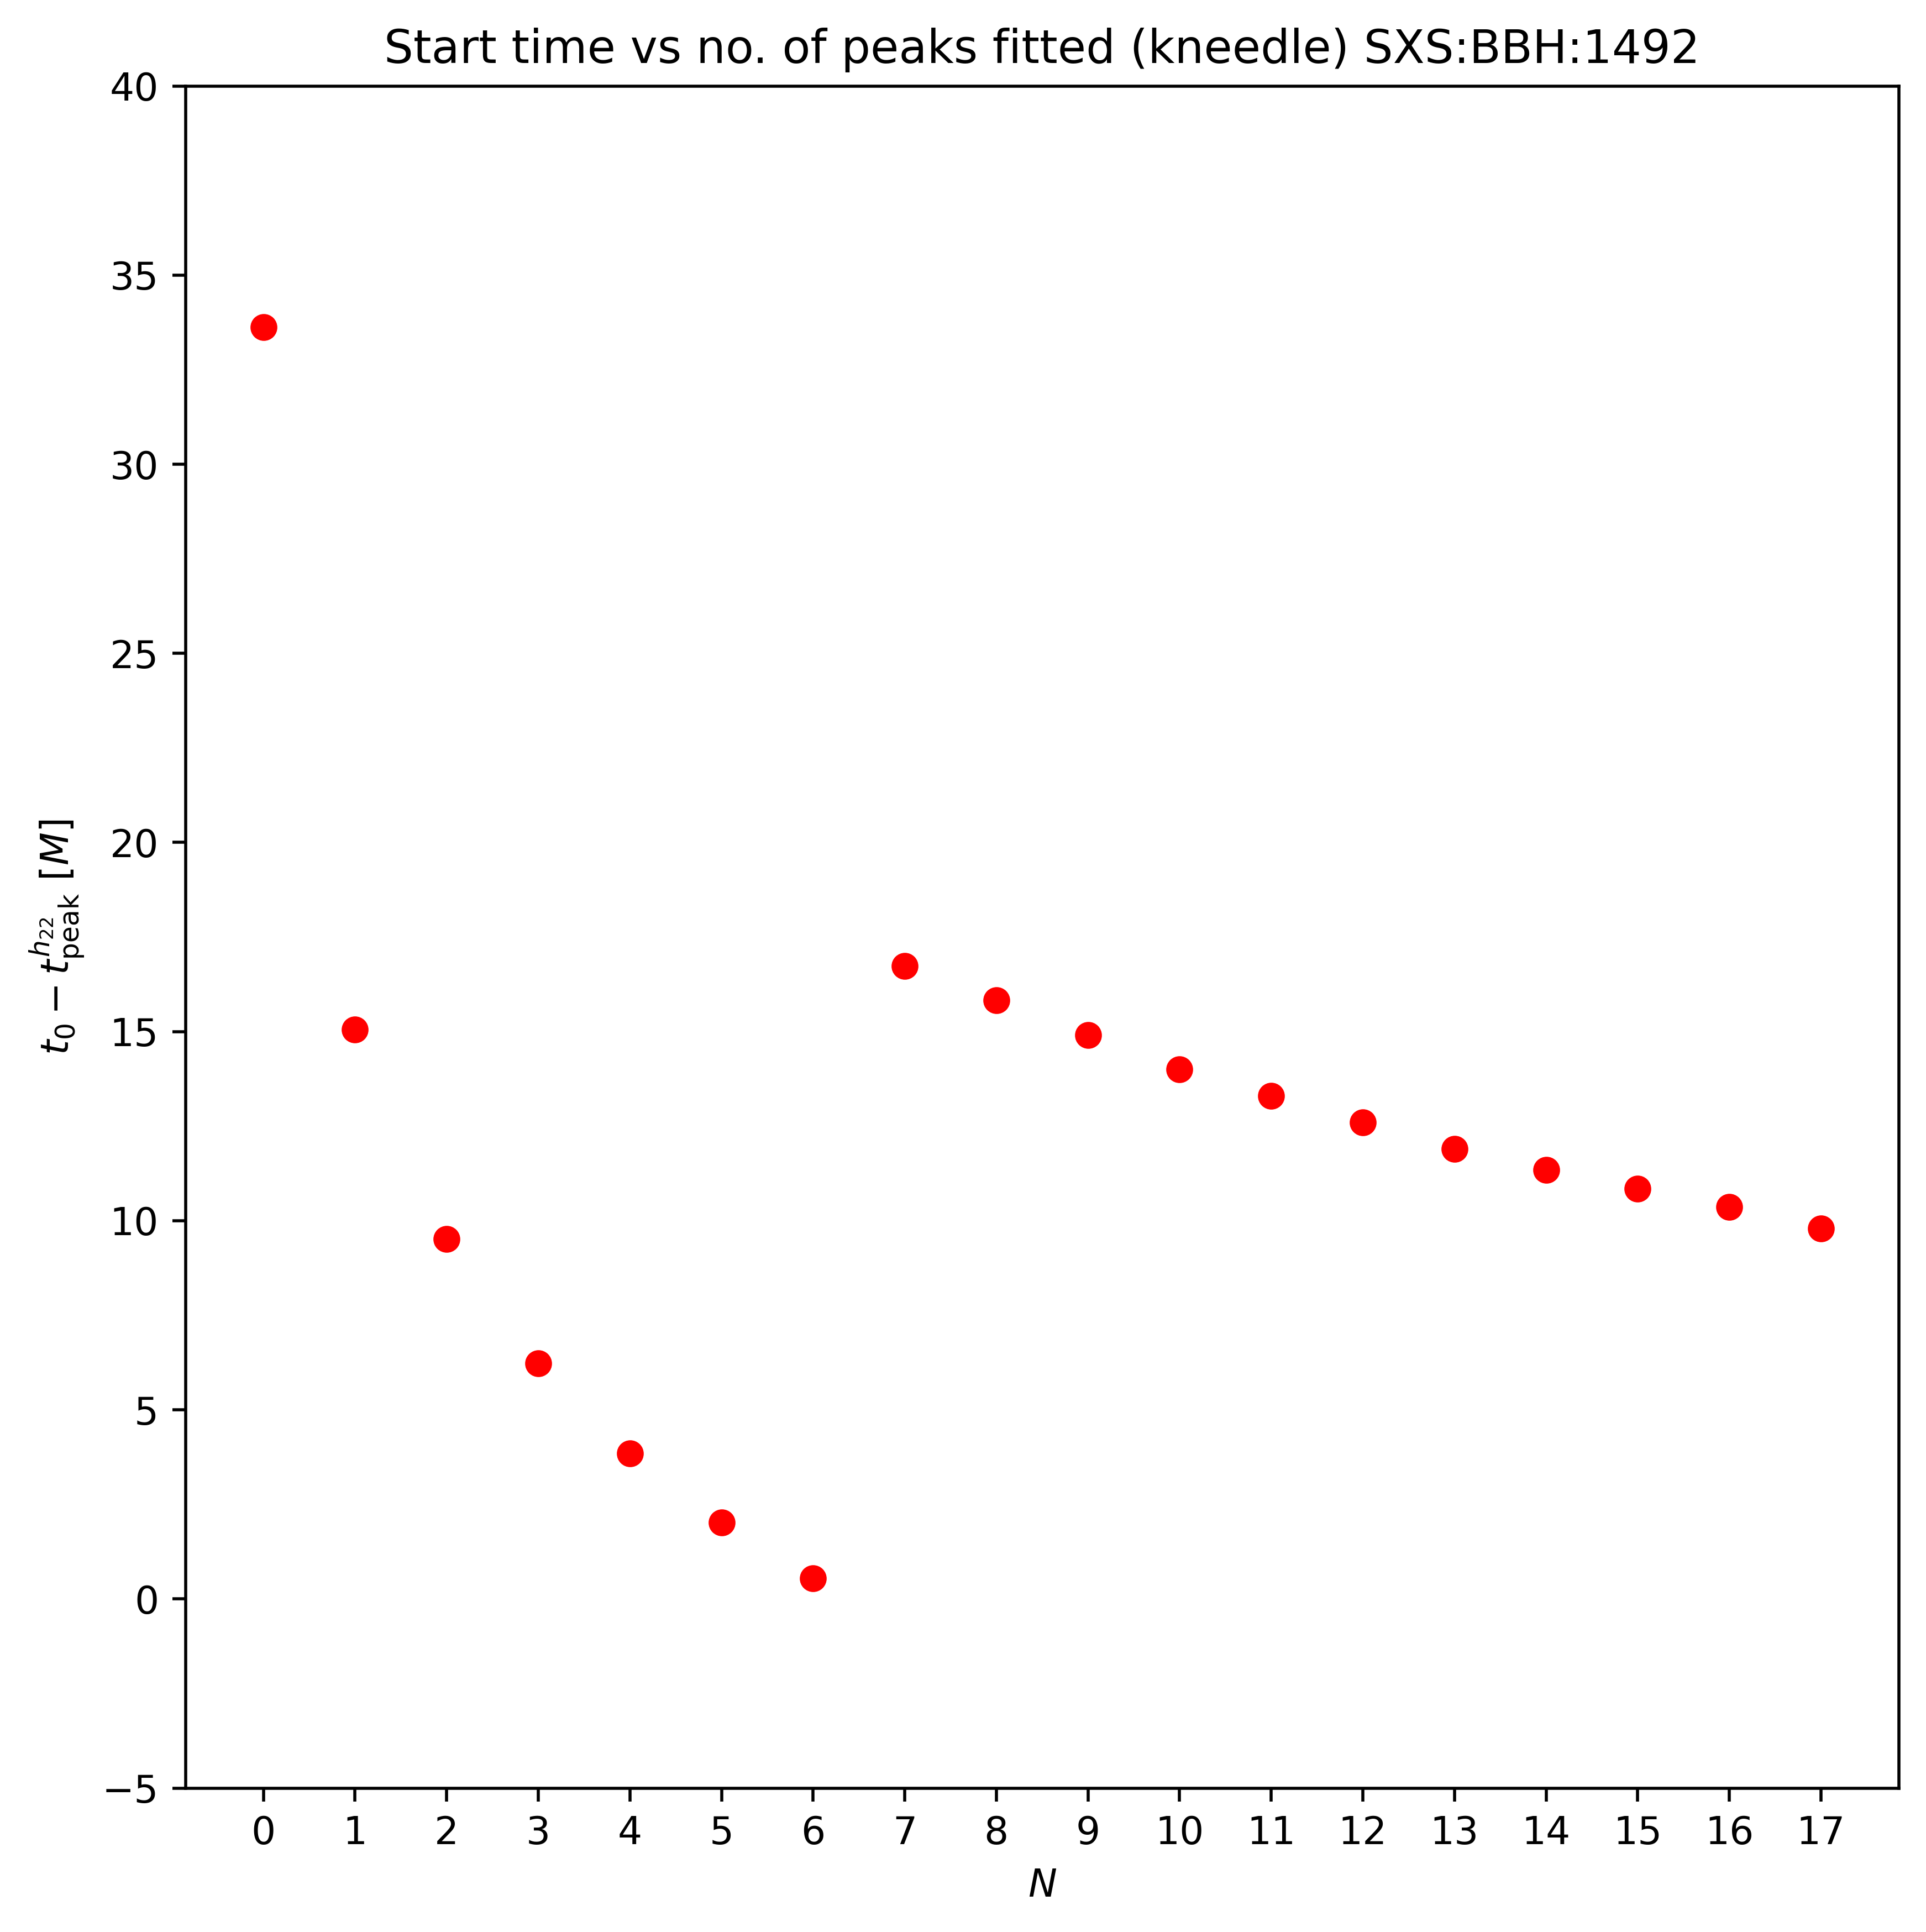 Start time vs no. of peaks fitted (kneedle) SXS:BBH:1492
40
35
30
25
20
15
10
5
0
−5
t₀ − t_peak^{h₂₂} [M]
0 1 2 3 4 5 6 7 8 9 10 11 12 13 14 15 16 17
N